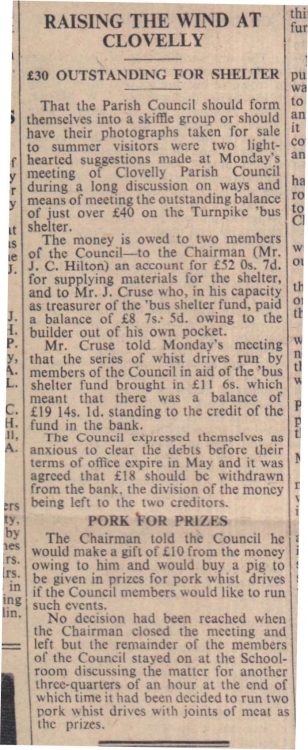 RAISING THE WIND AT
CLOVELLY
£30 OUTSTANDING FOR SHELTER
That the Parish Council should form
themselves into a skiffle group or should
have their photographs taken for sale
to summer visitors were two light-
hearted suggestions made at Monday's
meeting of Clovelly Parish Council
during a long discussion on ways and
means of meeting the outstanding balance
of just over £40 on the Turnpike 'bus
shelter.
The money is owed to two members
of the Council—to the Chairman (Mr.
J. C. Hilton) an account for £52 0s. 7d.
for supplying materials for the shelter,
and to Mr. J. Cruse who, in his capacity
as treasurer of the 'bus shelter fund, paid
a balance of £8 7s. 5d. owing to the
builder out of his own pocket.
Mr. Cruse told Monday's meeting
that the series of whist drives run by
members of the Council in aid of the 'bus
shelter fund brought in £11 6s. which
meant that there was a balance of
£19 14s. 1d. standing to the credit of the
fund in the bank.
The Council expressed themselves as
anxious to clear the debts before their
terms of office expire in May and it was
agreed that £18 should be withdrawn
from the bank, the division of the money
being left to the two creditors.
PORK FOR PRIZES
The Chairman told the Council he
would make a gift of £10 from the money
owing to him and would buy a pig to
be given in prizes for pork whist drives
if the Council members would like to run
such events.
No decision had been reached when
the Chairman closed the meeting and
left but the remainder of the members
of the Council stayed on at the School-
room discussing the matter for another
three-quarters of an hour at the end of
which time it had been decided to run two
pork whist drives with joints of meat as
the prizes.